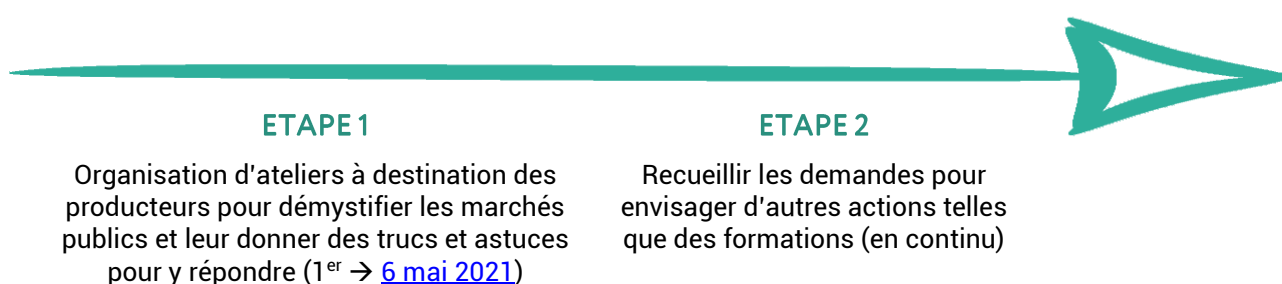 ETAPE 1
Organisation d'ateliers à destination des
producteurs pour démystifier les marchés
publics et leur donner des trucs et astuces
pour y répondre (1er → 6 mai 2021)
ETAPE 2
Recueillir les demandes pour
envisager d'autres actions telles
que des formations (en continu)